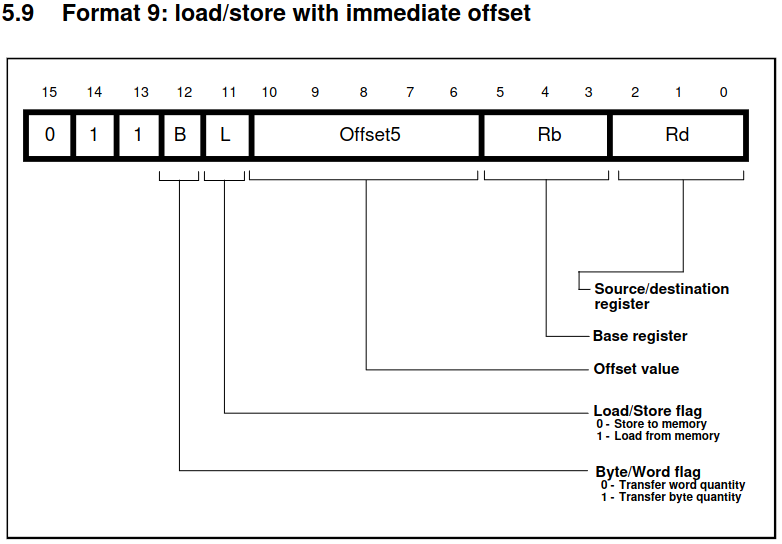 5.9 Format 9: load/store with immediate offset
15 14 13 12 11 10 9 8 7 6 5 4 3 2 1 0
0 1 1 B L Offset5 Rb Rd
Source/destination
register
Base register
Offset value
Load/Store flag
0 - Store to memory
1 - Load from memory
Byte/Word flag
0 - Transfer word quantity
1 - Transfer byte quantity